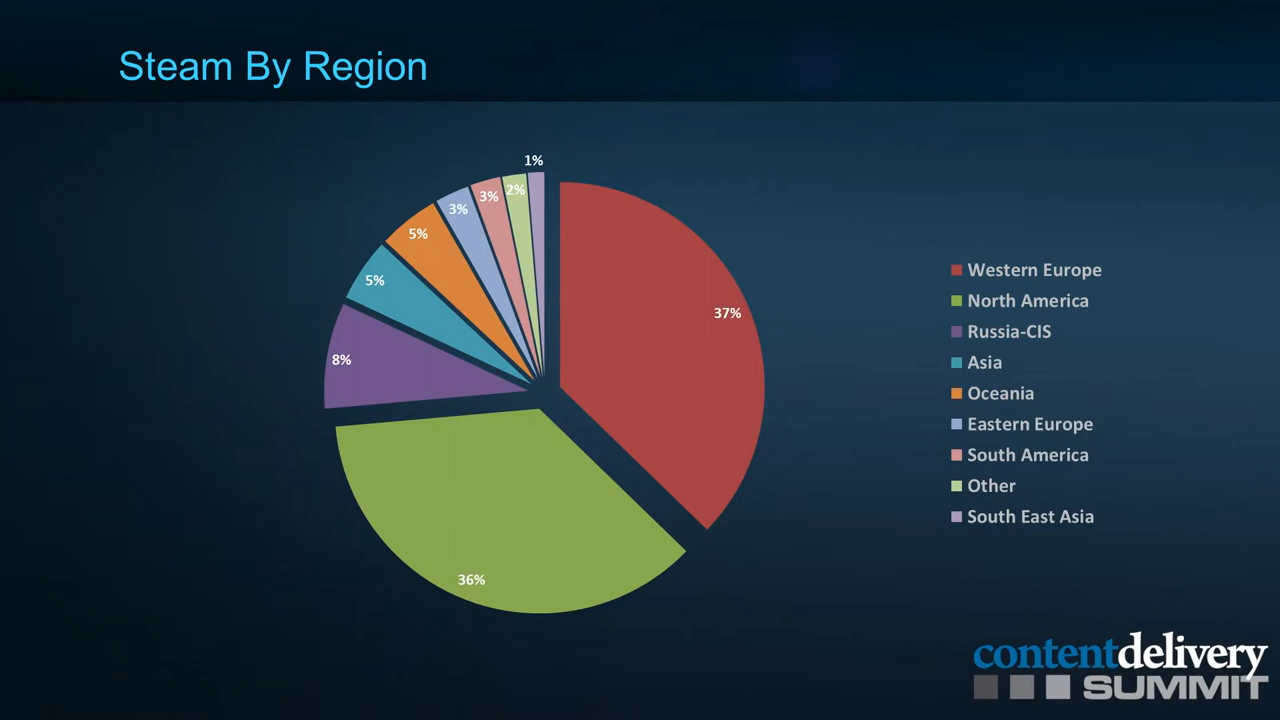 Steam By Region
1%
2%
3%
3%
5%
5%
8%
37%
36%
Western Europe
North America
Russia-CIS
Asia
Oceania
Eastern Europe
South America
Other
South East Asia
contentdelivery
SUMMIT